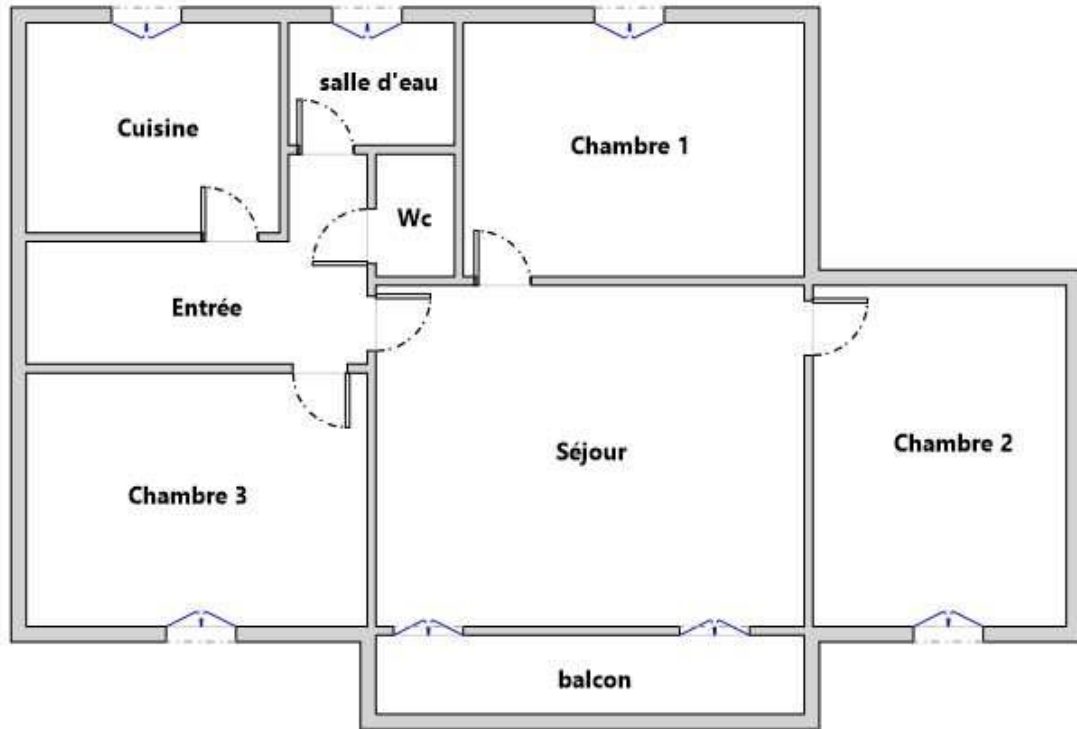 salle d'eau
Cuisine
Chambre 1
Wc
Entrée
Séjour
Chambre 2
Chambre 3
balcon